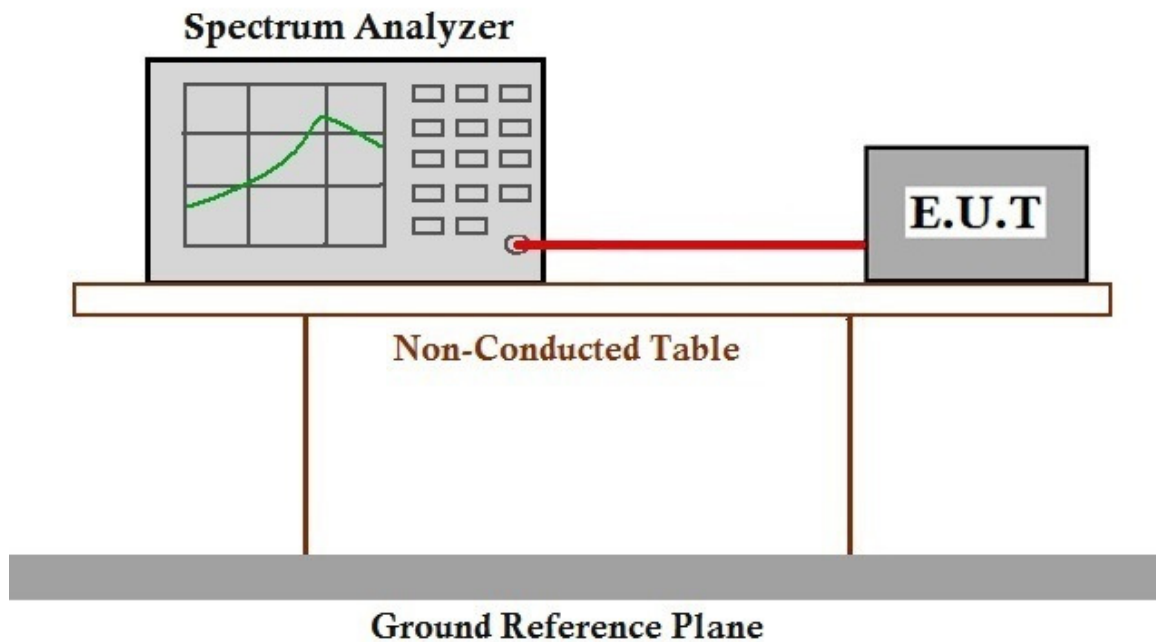 Spectrum Analyzer
E.U.T
Non-Conducted Table
Ground Reference Plane